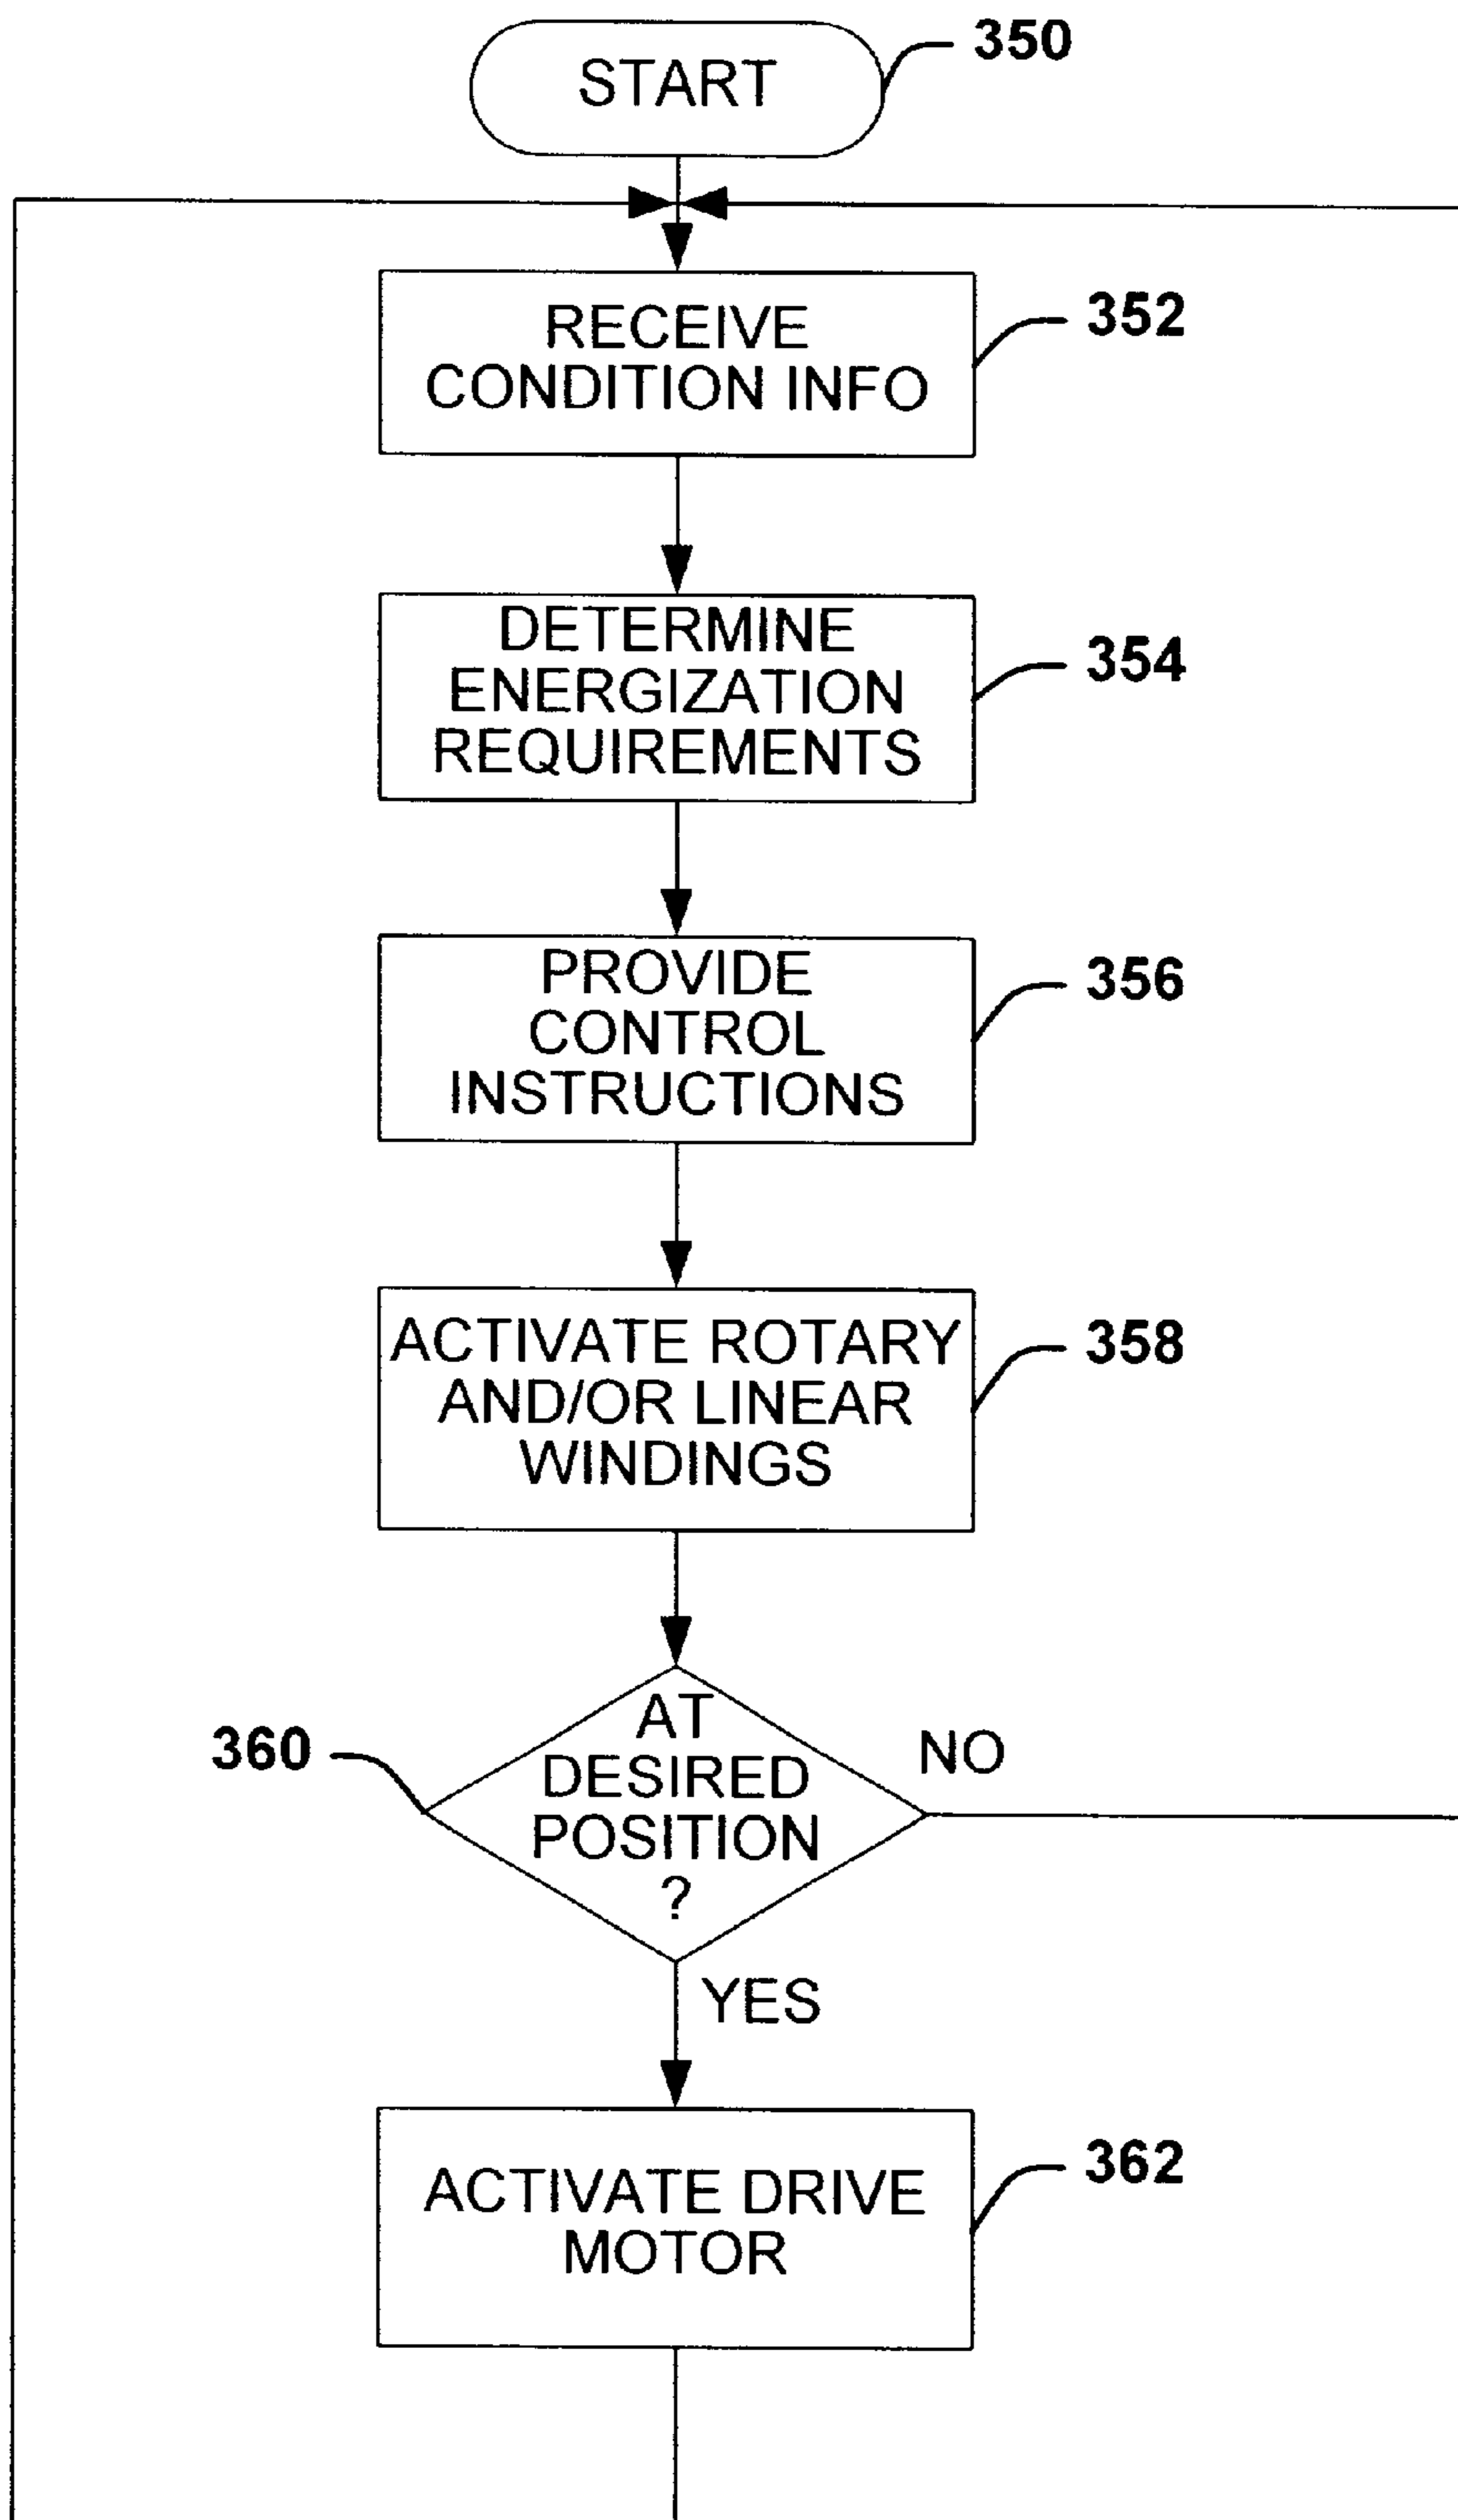 START
350
RECEIVE
CONDITION INFO
352
DETERMINE
ENERGIZATION
REQUIREMENTS
354
PROVIDE
CONTROL
INSTRUCTIONS
356
ACTIVATE ROTARY
AND/OR LINEAR
WINDINGS
358
360
AT
DESIRED
POSITION
?
NO
YES
ACTIVATE DRIVE
MOTOR
362